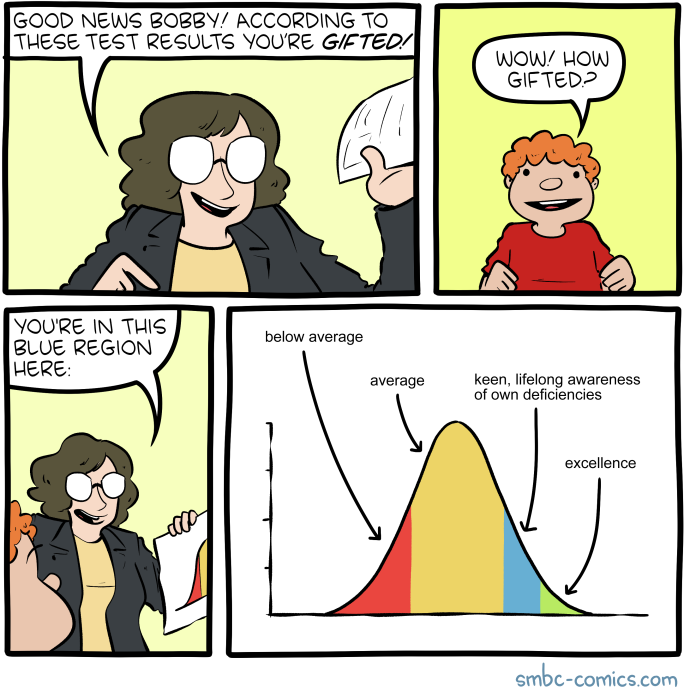 GOOD NEWS BOBBY! ACCORDING TO
THESE TEST RESULTS YOU'RE GIFTED!
WOW! HOW
GIFTED?
YOU'RE IN THIS
BLUE REGION
HERE:
below average
average
keen, lifelong awareness
of own deficiencies
excellence
smbc-comics.com